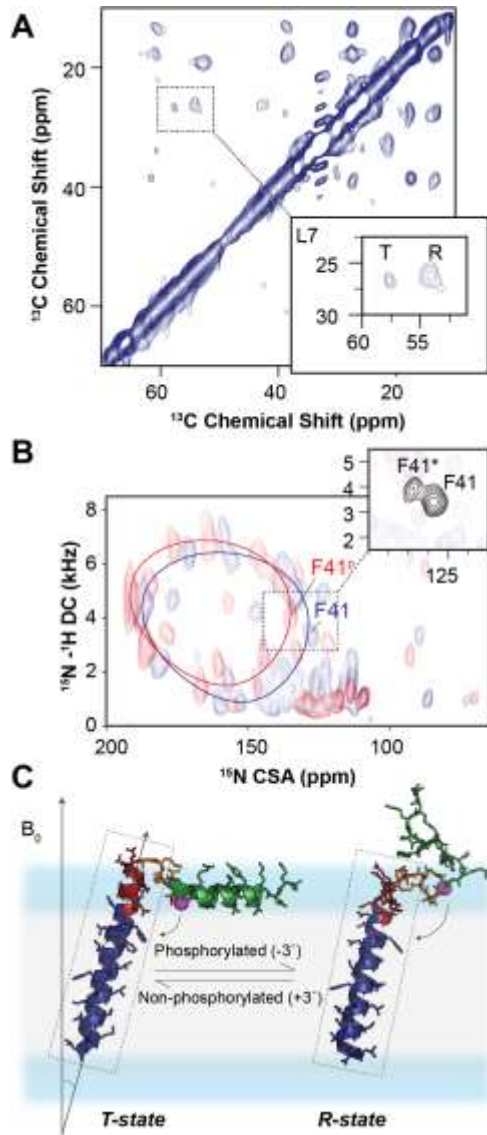 A
20
40
60
¹³C Chemical Shift (ppm)
L7
T R
25
30
60 55
60 40 20
¹³C Chemical Shift (ppm)
B
5
4
3
2
F41*
F41
125
8
6
4
2
0
¹⁵N -¹H DC (kHz)
F41
200 150 100
¹⁵N CSA (ppm)
C
B₀
Phosphorylated (-3⁻)
Non-phosphorylated (+3⁻)
T-state R-state